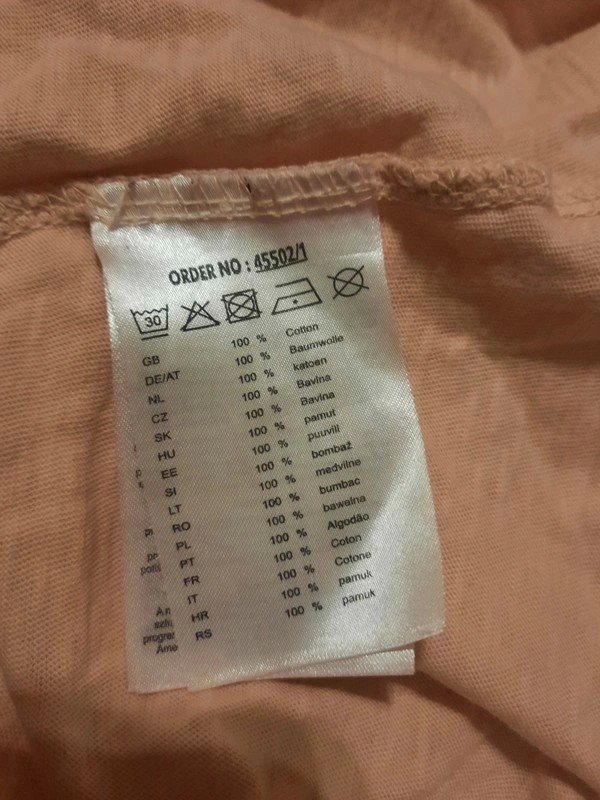 ORDER NO : 45502/1
30
GB 100 % Cotton
DE/AT 100 % Baumwolle
NL 100 % katoen
CZ 100 % Bavlna
SK 100 % Bavlna
HU 100 % pamut
EE 100 % puuvill
SI 100 % bombaž
LT 100 % medvilne
RO 100 % bumbac
PL 100 % bawełna
PT 100 % Algodão
FR 100 % Coton
IT 100 % Cotone
HR 100 % pamuk
RS 100 % pamuk